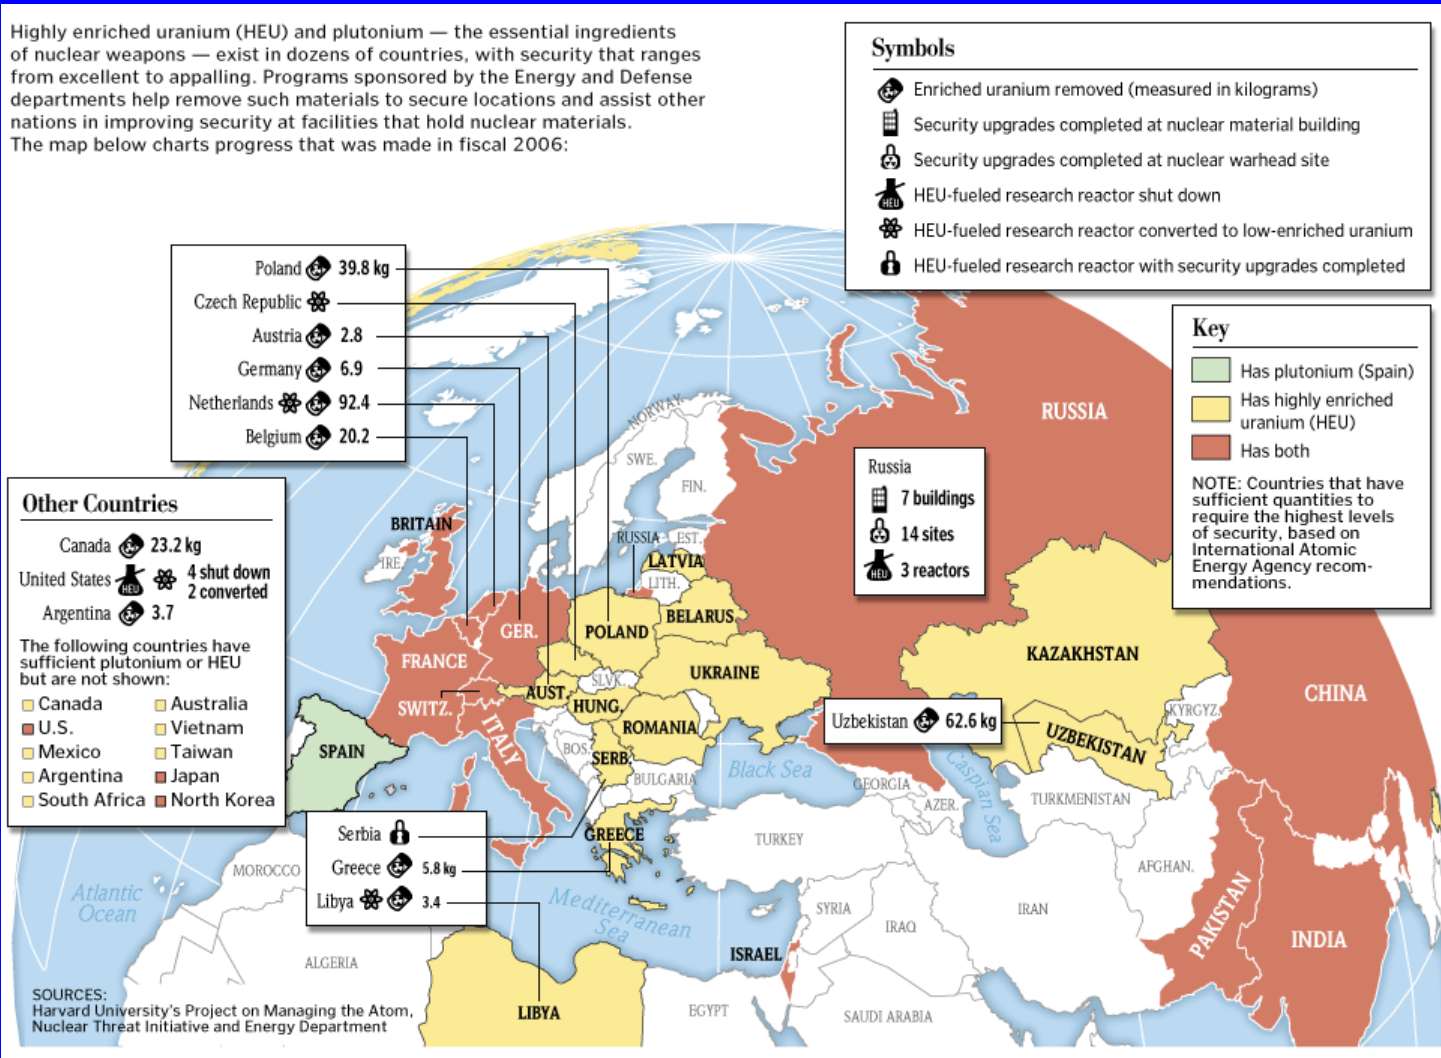 Highly enriched uranium (HEU) and plutonium — the essential ingredients
of nuclear weapons — exist in dozens of countries, with security that ranges
from excellent to appalling. Programs sponsored by the Energy and Defense
departments help remove such materials to secure locations and assist other
nations in improving security at facilities that hold nuclear materials.
The map below charts progress that was made in fiscal 2006:
Symbols
Enriched uranium removed (measured in kilograms)
Security upgrades completed at nuclear material building
Security upgrades completed at nuclear warhead site
HEU
HEU-fueled research reactor shut down
HEU-fueled research reactor converted to low-enriched uranium
HEU-fueled research reactor with security upgrades completed
Key
Has plutonium (Spain)
Has highly enriched
uranium (HEU)
Has both
NOTE: Countries that have
sufficient quantities to
require the highest levels
of security, based on
International Atomic
Energy Agency recom-
mendations.
Poland 39.8 kg
Czech Republic
Austria 2.8
Germany 6.9
Netherlands 92.4
Belgium 20.2
Other Countries
Canada 23.2 kg
United States HEU 4 shut down
2 converted
Argentina 3.7
The following countries have
sufficient plutonium or HEU
but are not shown:
Canada
U.S.
Mexico
Argentina
South Africa
Australia
Vietnam
Taiwan
Japan
North Korea
Russia
7 buildings
14 sites
HEU 3 reactors
Uzbekistan 62.6 kg
Serbia
Greece 5.8 kg
Libya 3.4
NORWAY
SWE.
FIN.
RUSSIA
BRITAIN
IRE.
RUSSIA
EST.
LATVIA
LITH.
BELARUS
GER.
POLAND
FRANCE
UKRAINE
KAZAKHSTAN
SLVK.
AUST.
HUNG.
SWITZ.
ITALY
ROMANIA
SPAIN
BOS.
SERB.
BULGARIA
Black Sea
GEORGIA
AZER.
Caspian Sea
UZBEKISTAN
KYRGYZ.
CHINA
TURKMENISTAN
GREECE
TURKEY
AFGHAN.
MOROCCO
Atlantic
Ocean
Mediterranean
Sea
SYRIA
IRAQ
IRAN
PAKISTAN
INDIA
ISRAEL
ALGERIA
LIBYA
EGYPT
SAUDI ARABIA
SOURCES:
Harvard University's Project on Managing the Atom,
Nuclear Threat Initiative and Energy Department